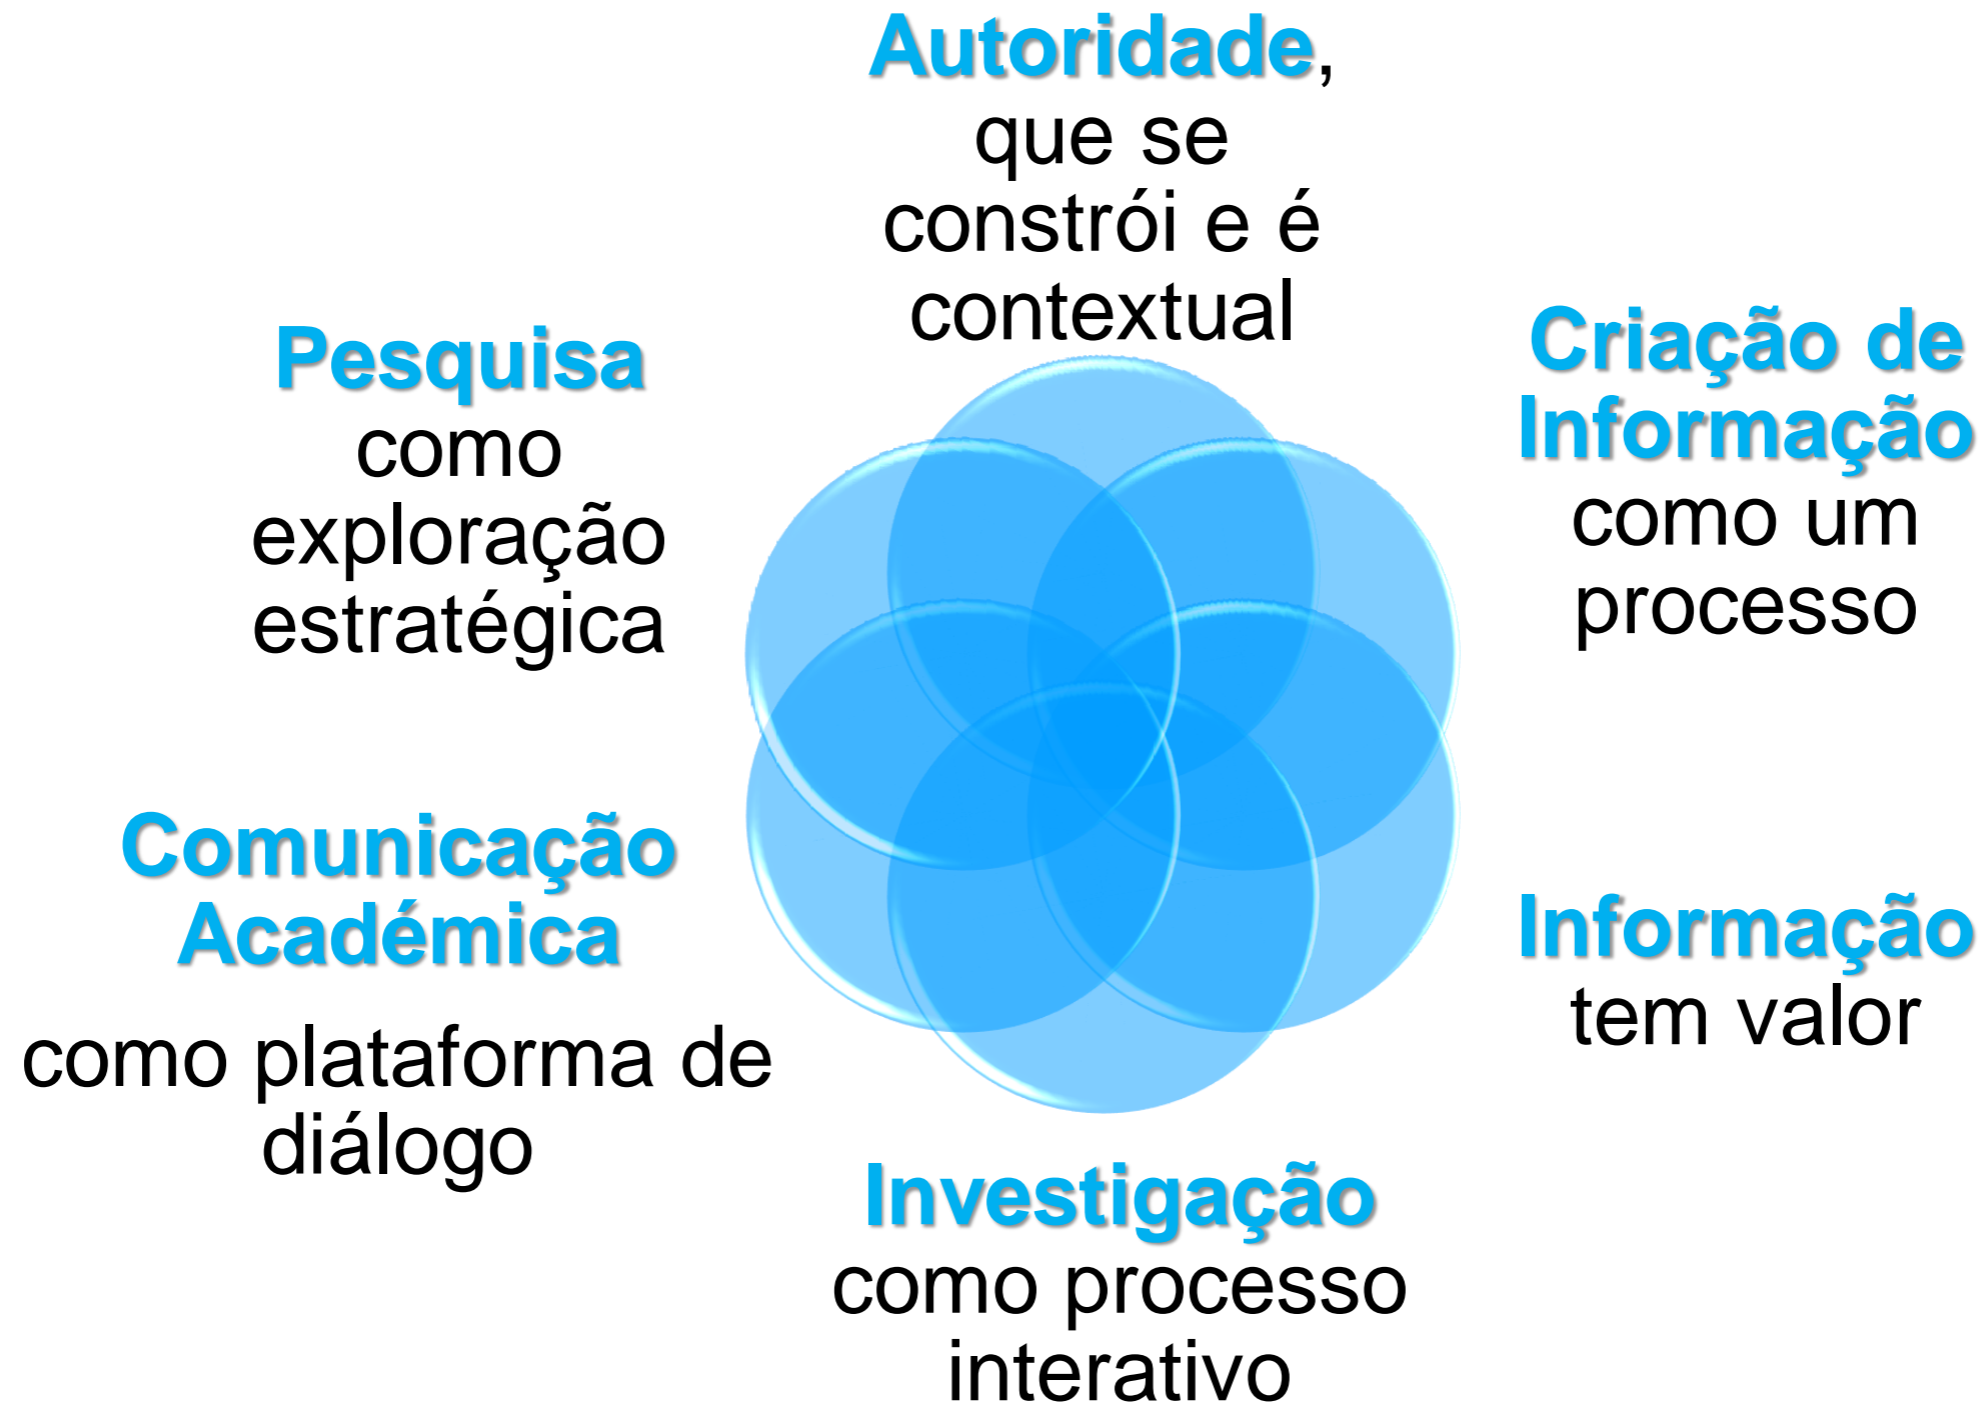 Autoridade,
que se
constrói e é
contextual
Criação de
Informação
como um
processo
Informação
tem valor
Investigação
como processo
interativo
Comunicação
Académica
como plataforma de
diálogo
Pesquisa
como
exploração
estratégica